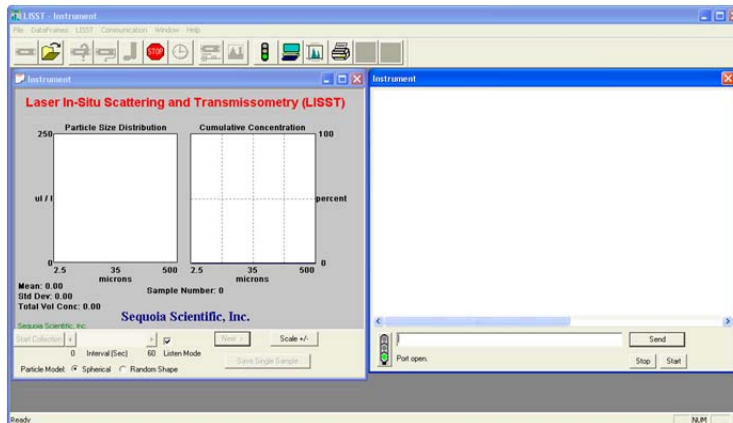 LISST - Instrument
File DataFrames LISST Communication Window Help
STOP
Instrument
Laser In-Situ Scattering and Transmissometry (LISST)
Particle Size Distribution Cumulative Concentration
250 100
ul / l percent
0 0
2.5 35 500 2.5 35 500
microns microns
Mean: 0.00
Sample Number: 0
Std Dev: 0.00
Total Vol Conc: 0.00
Sequoia Scientific, Inc.
Sequoia Scientific, Inc.
Start Collection Next > Scale +/-
0 Interval (Sec) 60 Listen Mode
Save Single Sample
Particle Model: Spherical Random Shape
Instrument
Send
Port open.
Stop Start
Ready NUM